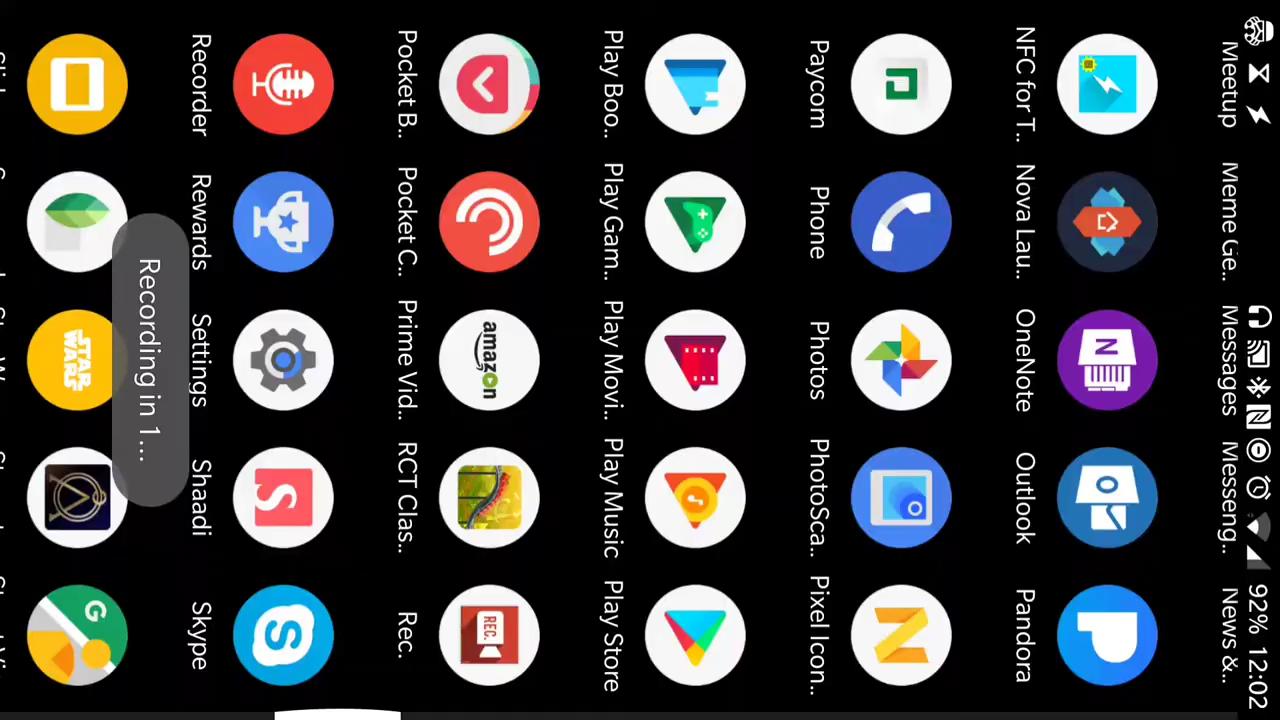 92% 12:02
Meetup
Meme Ge..
Messages
Messeng..
News &..
N
O
NFC for T..
Nova Lau..
OneNote
Outlook
Pandora
Paycom
Phone
Photos
PhotoSca..
Pixel Icon..
Play Boo..
Play Gam..
Play Movi..
Play Music
Play Store
amazon
REC.
Pocket B..
Pocket C..
Prime Vid..
RCT Clas..
Rec.
S
S
Recorder
Rewards
Settings
Shaadi
Skype
Recording in 1...
STAR
WARS
G